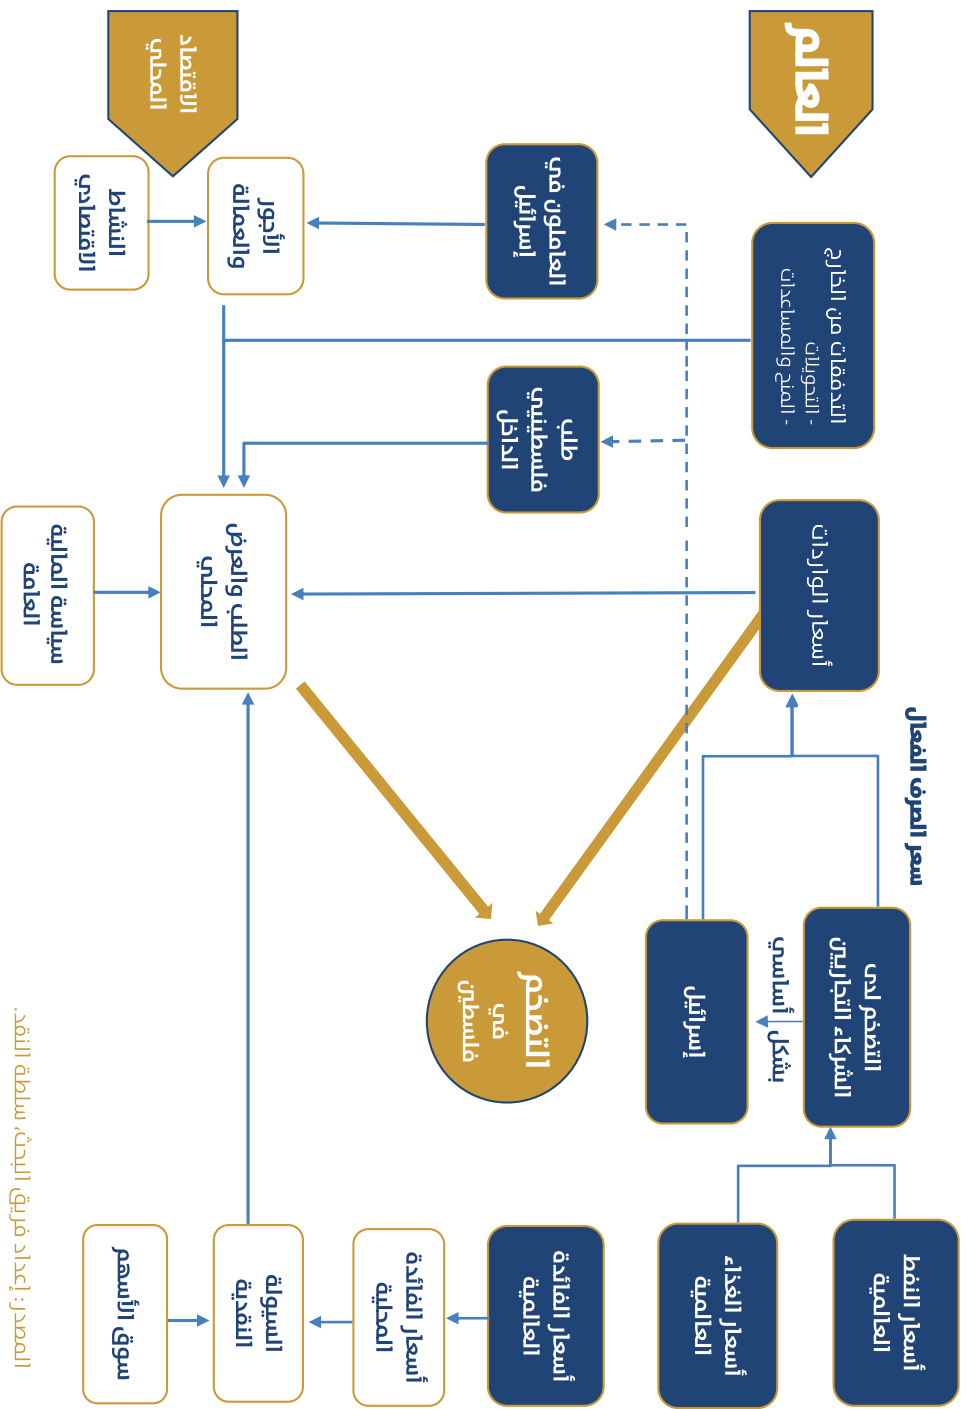 العالم
الاقتصاد
المحلي
التدفقات من الخارج
- التحويلات
- المنح والمساعدات
العاملون في
إسرائيل
الأجور
والعمالة
النشاط
الاقتصادي
طلب
فلسطينيي
الداخل
أسعار الواردات
الطلب والعرض
المحلي
سياسة المالية
العامة
سعر الصرف الفعال
التضخم لدى
الشركاء التجاريين
بشكل أساسي
إسرائيل
التضخم
في
فلسطين
أسعار النفط
العالمية
أسعار الغذاء
العالمية
أسعار الفائدة
العالمية
أسعار الفائدة
المحلية
السيولة
النقدية
سوق الأسهم
المصدر: إعداد فريق البحث، سلطة النقد.